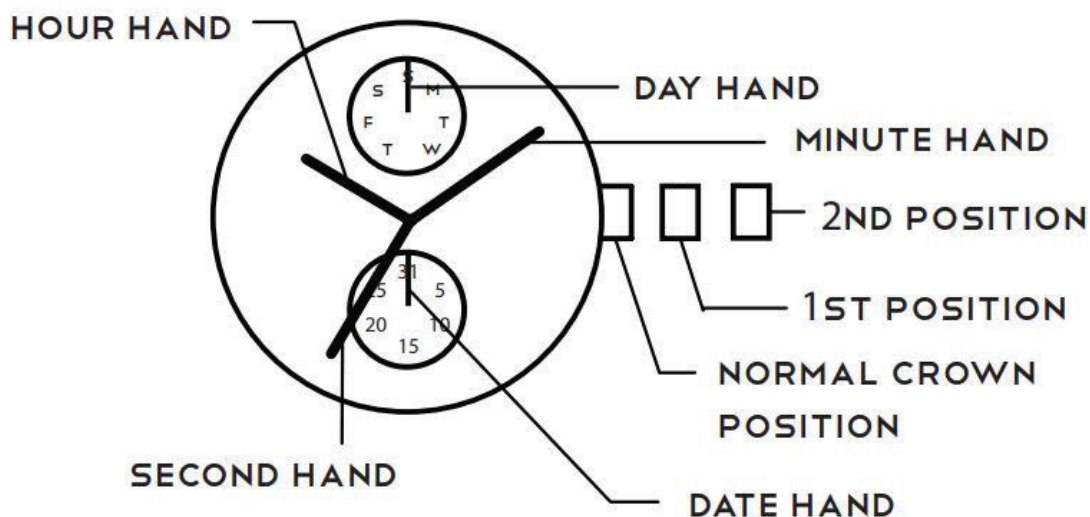 HOUR HAND
S
S
M
DAY HAND
F
T
T
W
MINUTE HAND
2ND POSITION
31
25
5
1ST POSITION
20
10
15
NORMAL CROWN
POSITION
SECOND HAND
DATE HAND